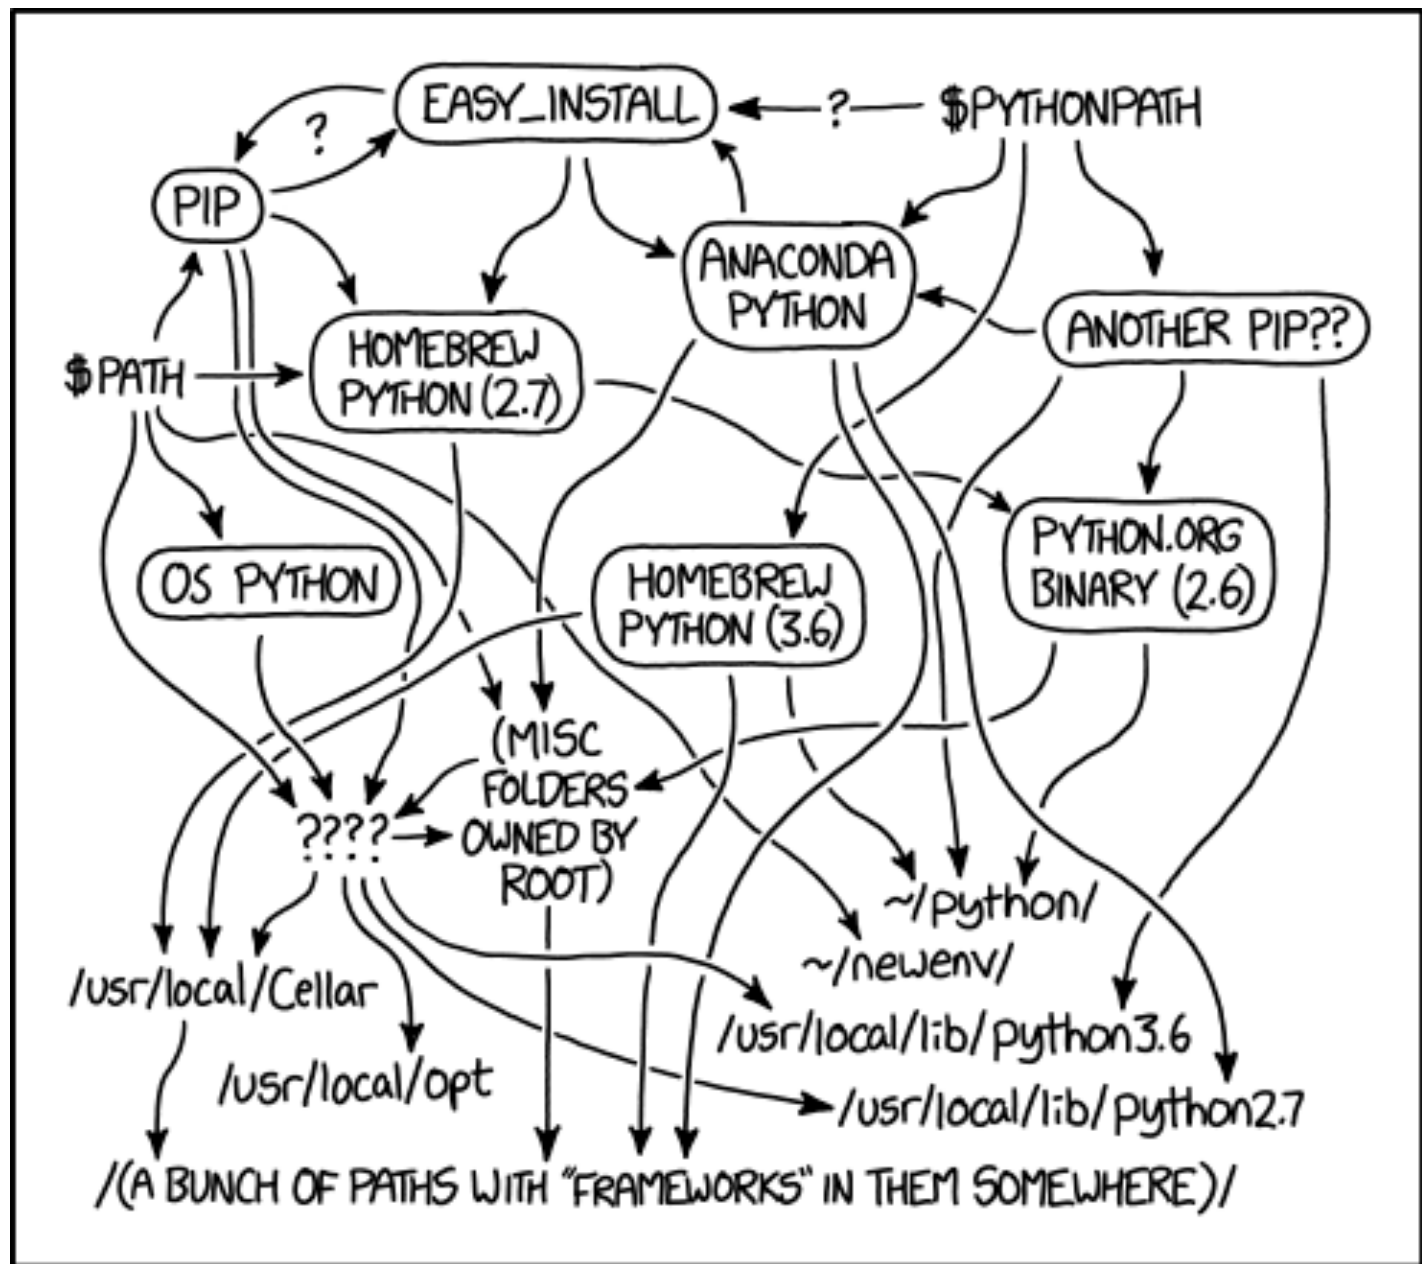 EASY_INSTALL
?
$PYTHONPATH
?
PIP
ANACONDA
PYTHON
ANOTHER PIP??
HOMEBREW
PYTHON (2.7)
$PATH
PYTHON.ORG
BINARY (2.6)
OS PYTHON
HOMEBREW
PYTHON (3.6)
(MISC
FOLDERS
OWNED BY
ROOT)
????
~/python/
~/newenv/
/usr/local/Cellar
/usr/local/lib/python3.6
/usr/local/opt
/usr/local/lib/python2.7
/(A BUNCH OF PATHS WITH "FRAMEWORKS" IN THEM SOMEWHERE)/